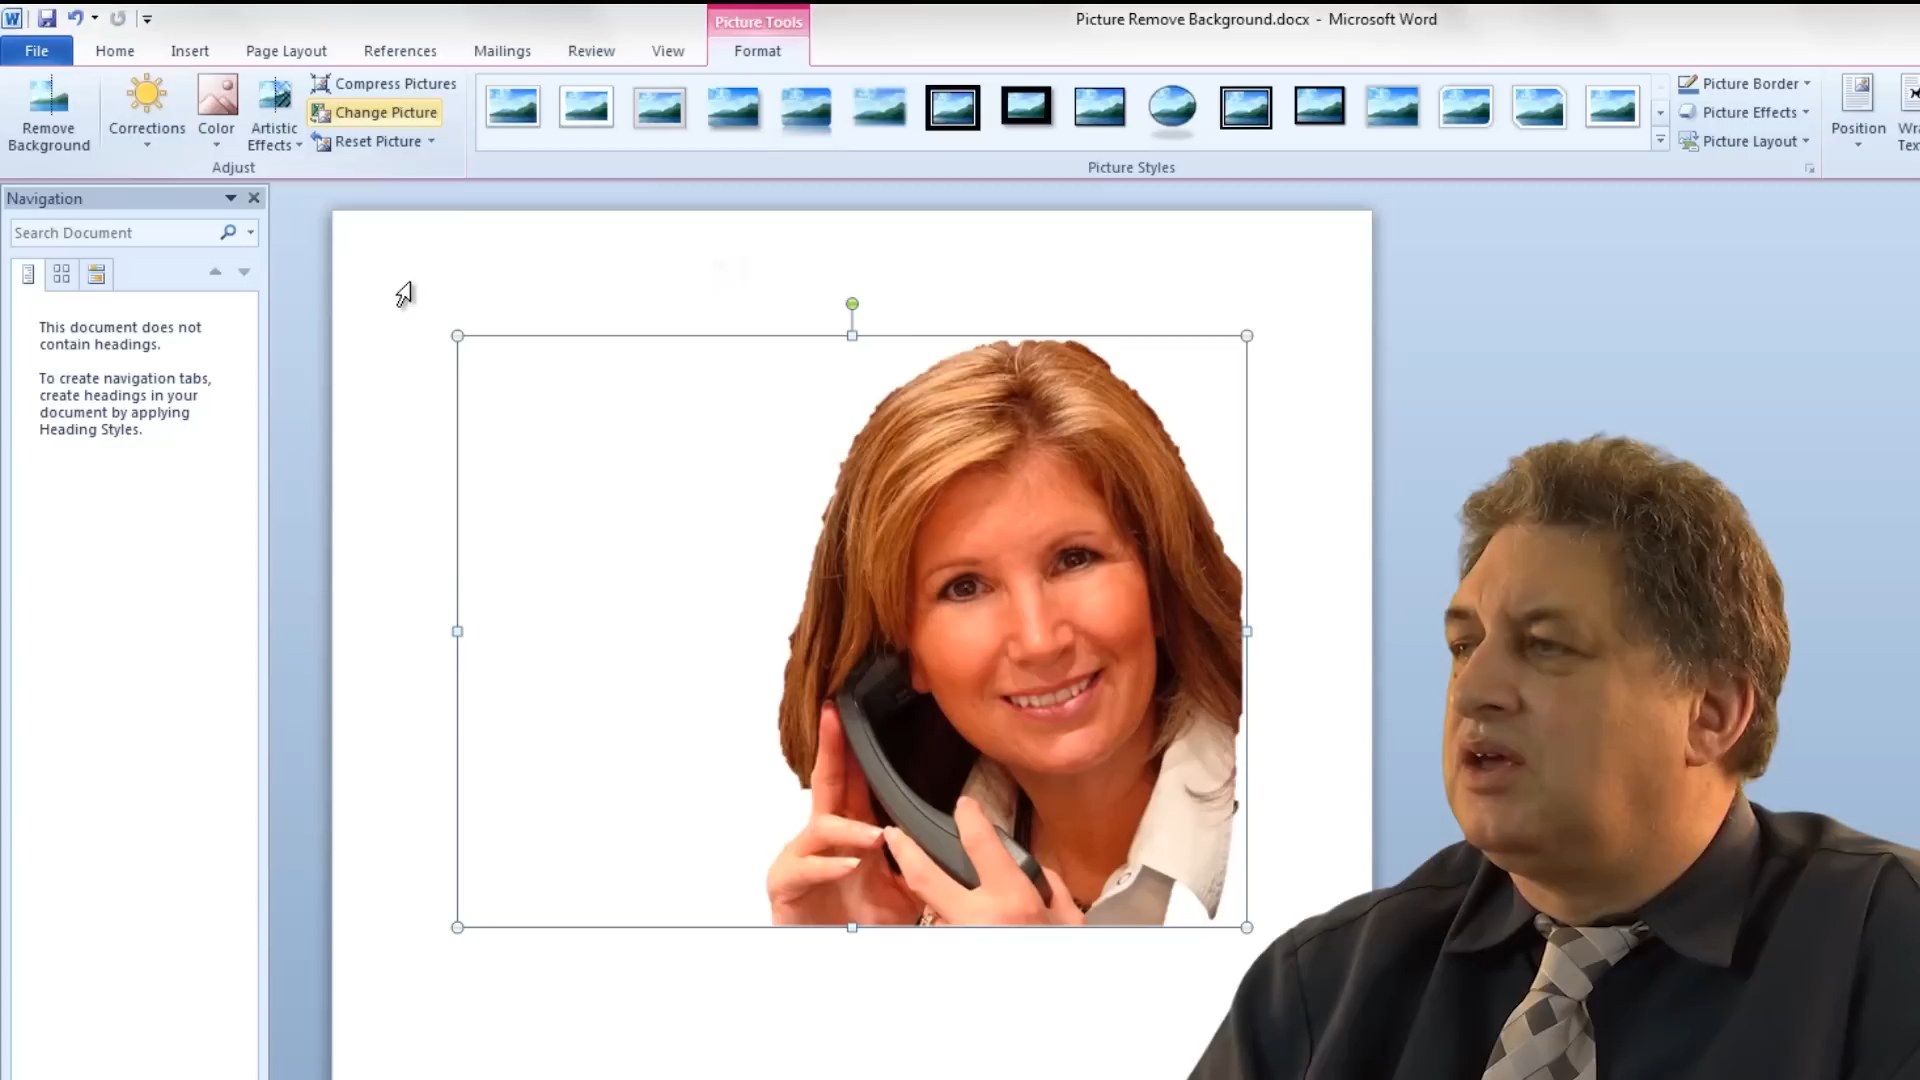 W
Picture Tools
Picture Remove Background.docx - Microsoft Word
File Home Insert Page Layout References Mailings Review View Format
Remove Background
Corrections
Color
Artistic Effects
Compress Pictures
Change Picture
Reset Picture
Adjust
Picture Styles
Picture Border
Picture Effects
Picture Layout
Position
Navigation
Search Document
This document does not
contain headings.
To create navigation tabs,
create headings in your
document by applying
Heading Styles.